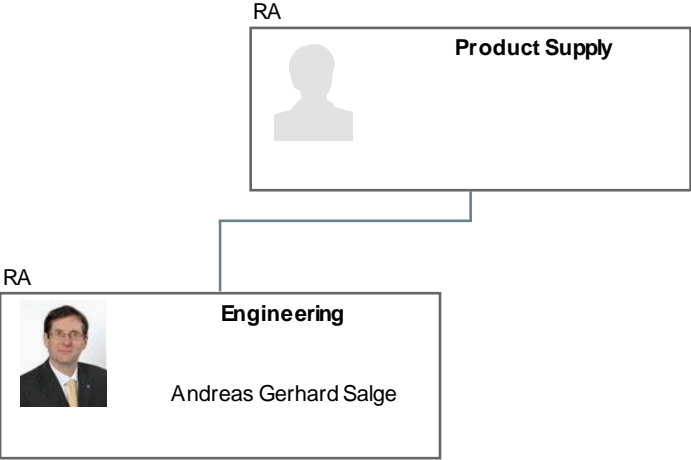 RA
Product Supply
RA
Engineering
Andreas Gerhard Salge